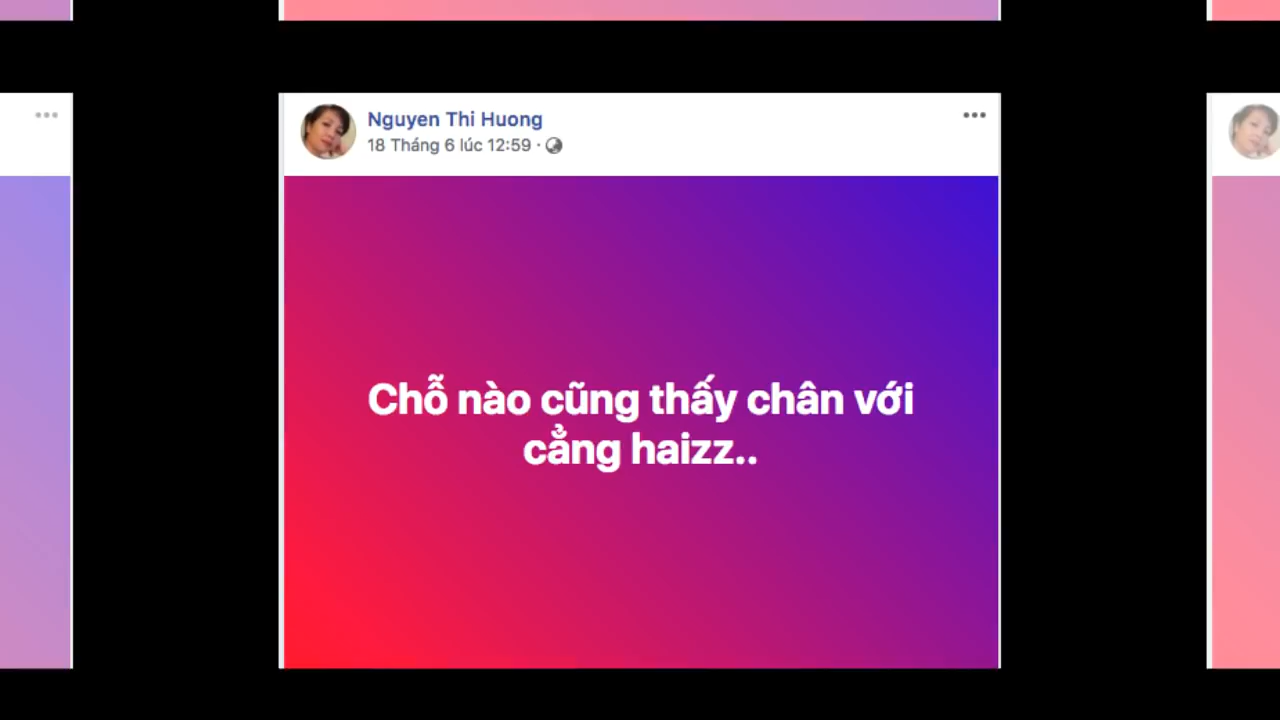 Nguyen Thi Huong
18 Tháng 6 lúc 12:59 ·
Chỗ nào cũng thấy chân với
cẳng haizz..